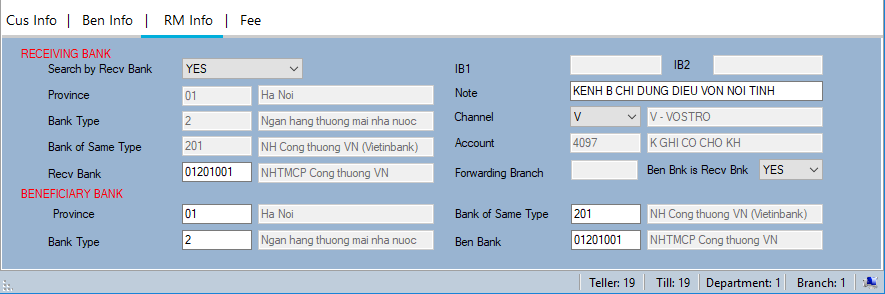 Cus Info | Ben Info | RM Info | Fee
RECEIVING BANK
Search by Recv Bank YES
Province 01 Ha Noi
Bank Type 2 Ngan hang thuong mai nha nuoc
Bank of Same Type 201 NH Cong thuong VN (Vietinbank)
Recv Bank 01201001 NHTMCP Cong thuong VN
IB1 IB2
Note KENH B CHI DUNG DIEU VON NOI TINH
Channel V V - VOSTRO
Account 4097 K GHI CO CHO KH
Forwarding Branch Ben Bnk is Recv Bnk YES
BENEFICIARY BANK
Province 01 Ha Noi
Bank Type 2 Ngan hang thuong mai nha nuoc
Bank of Same Type 201 NH Cong thuong VN (Vietinbank)
Ben Bank 01201001 NHTMCP Cong thuong VN
Teller: 19 Till: 19 Department: 1 Branch: 1